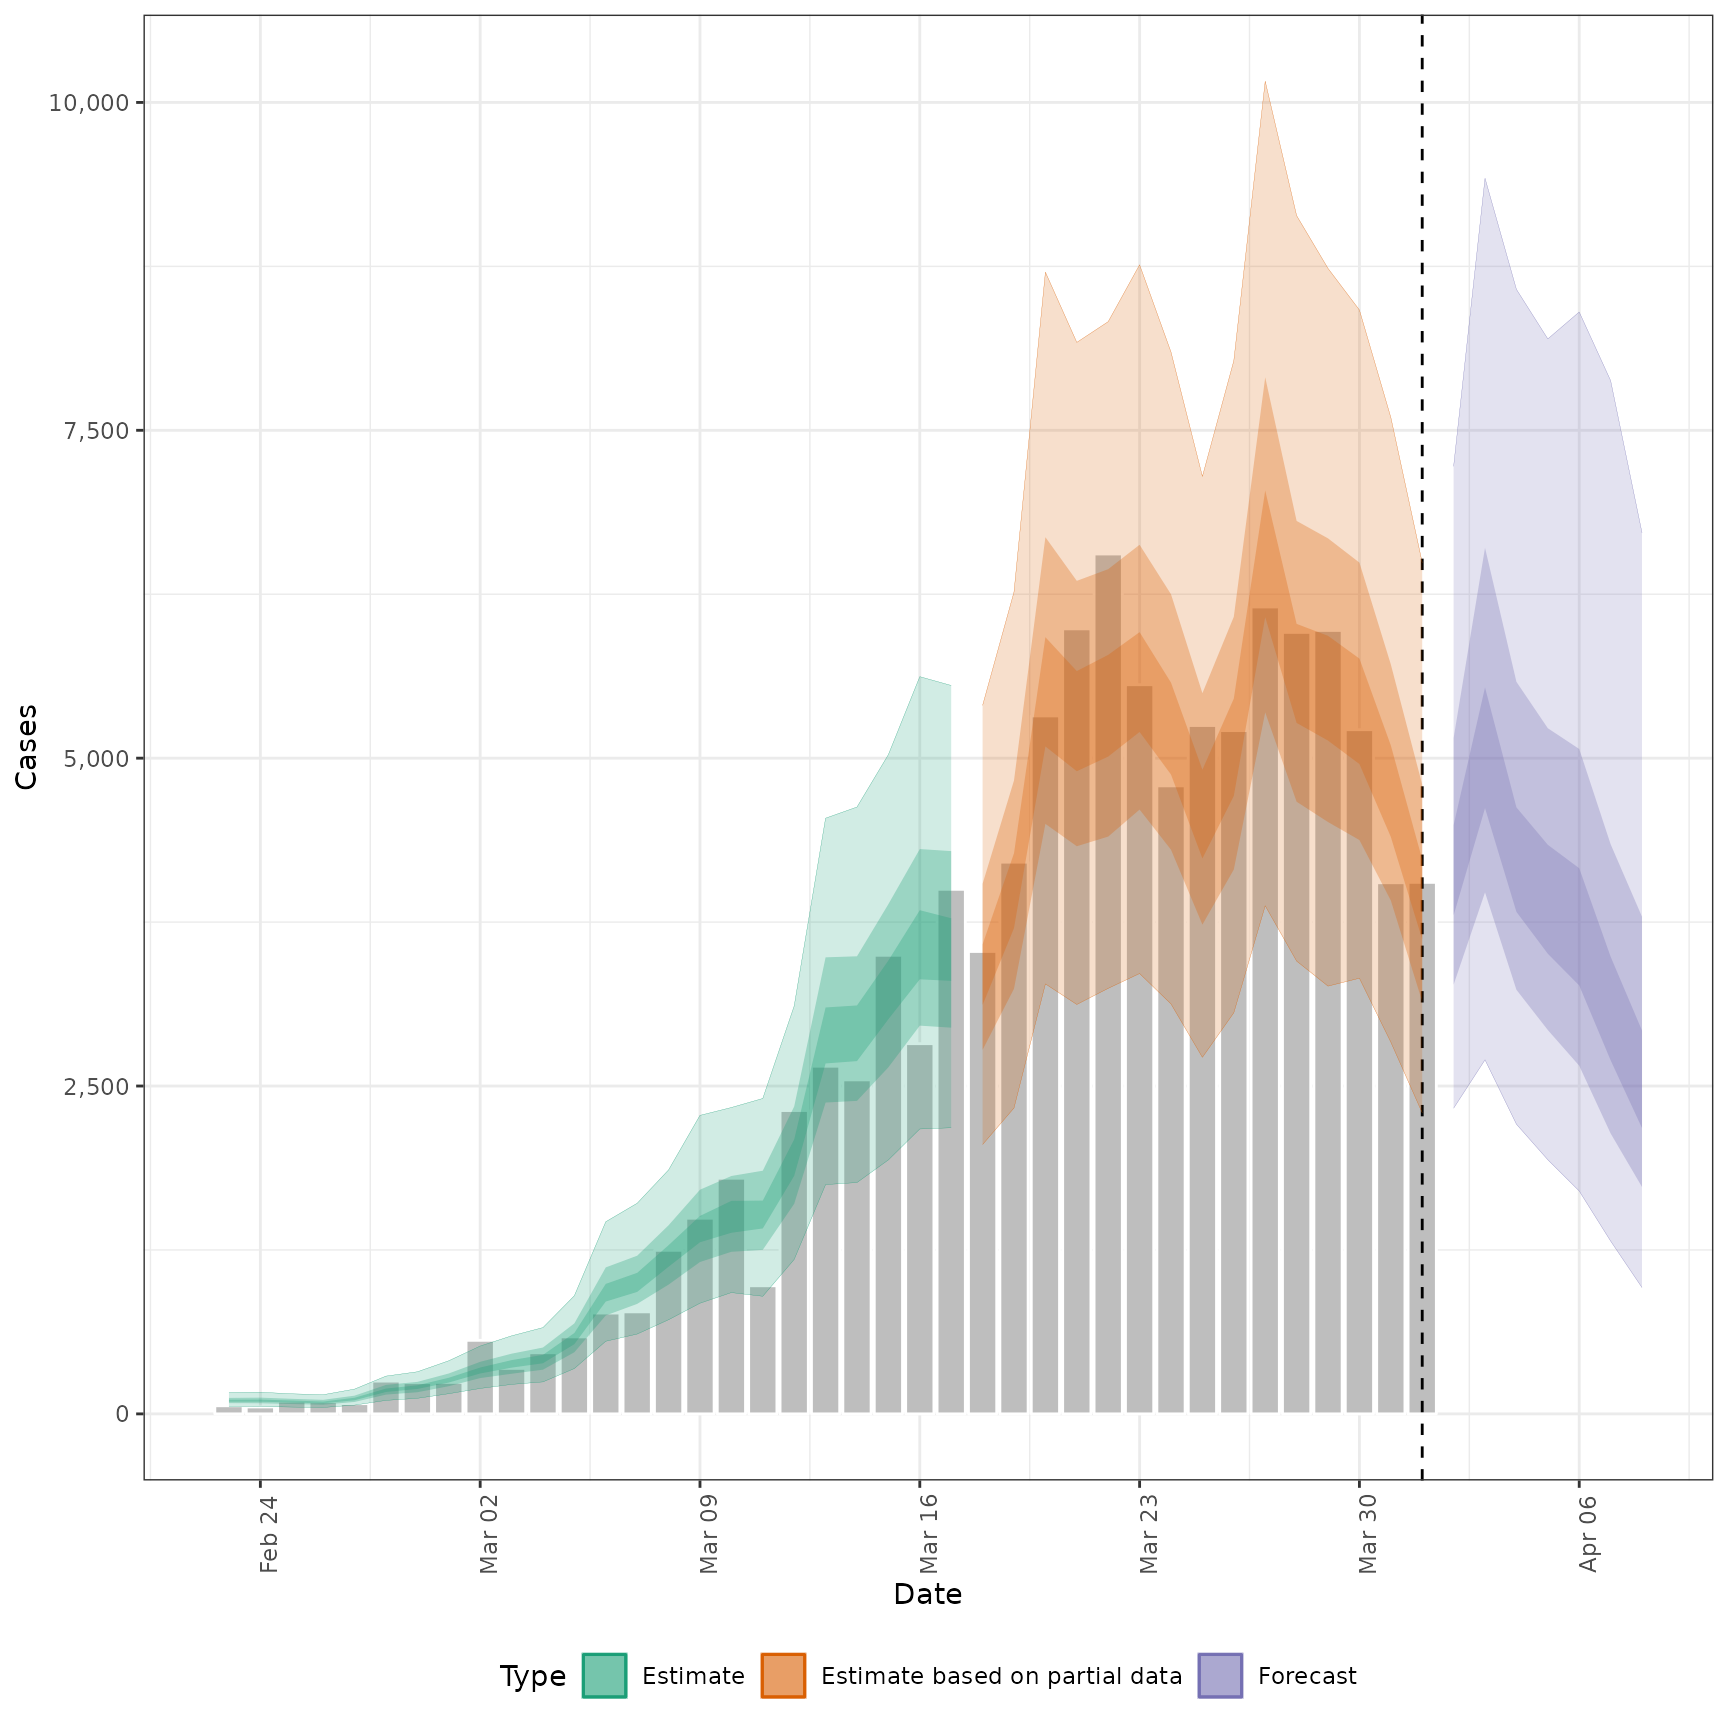 10,000
7,500
5,000
2,500
0
Cases
Feb 24
Mar 02
Mar 09
Mar 16
Mar 23
Mar 30
Apr 06
Date
Type Estimate Estimate based on partial data Forecast